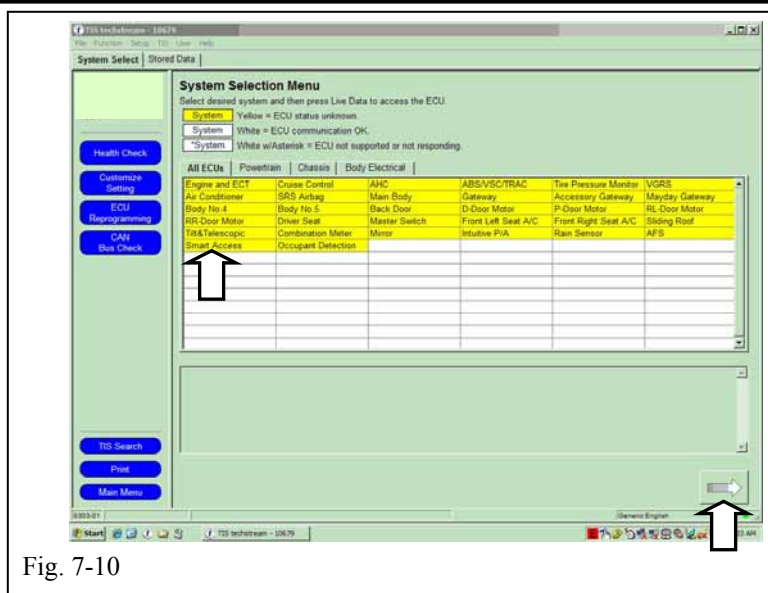 TIS techstream - 10679
File Function Setup TIS User Help
System Select Stored Data
System Selection Menu
Select desired system and then press Live Data to access the ECU.
System Yellow = ECU status unknown.
System White = ECU communication OK.
*System White w/Asterisk = ECU not supported or not responding.
Health Check
Customize Setting
ECU Reprogramming
CAN Bus Check
All ECUs Powertrain Chassis Body Electrical
Engine and ECT Cruise Control AHC ABS/VSC/TRAC Tire Pressure Monitor VGRS
Air Conditioner SRS Airbag Main Body Gateway Accessory Gateway Mayday Gateway
Body No.4 Body No.5 Back Door D-Door Motor P-Door Motor RL-Door Motor
RR-Door Motor Driver Seat Master Switch Front Left Seat A/C Front Right Seat A/C Sliding Roof
Tilt&Telescopic Combination Meter Mirror Intuitive P/A Rain Sensor AFS
Smart Access Occupant Detection
TIS Search
Print
Main Menu
6303-01 Generic English
Start TIS techstream - 10679 AM
Fig. 7-10